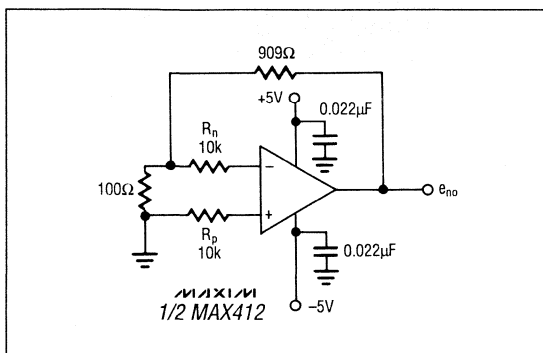 909Ω
+5V
0.022µF
Rn
10k
100Ω
Rp
10k
eno
0.022µF
–5V
MAXIM
1/2 MAX412